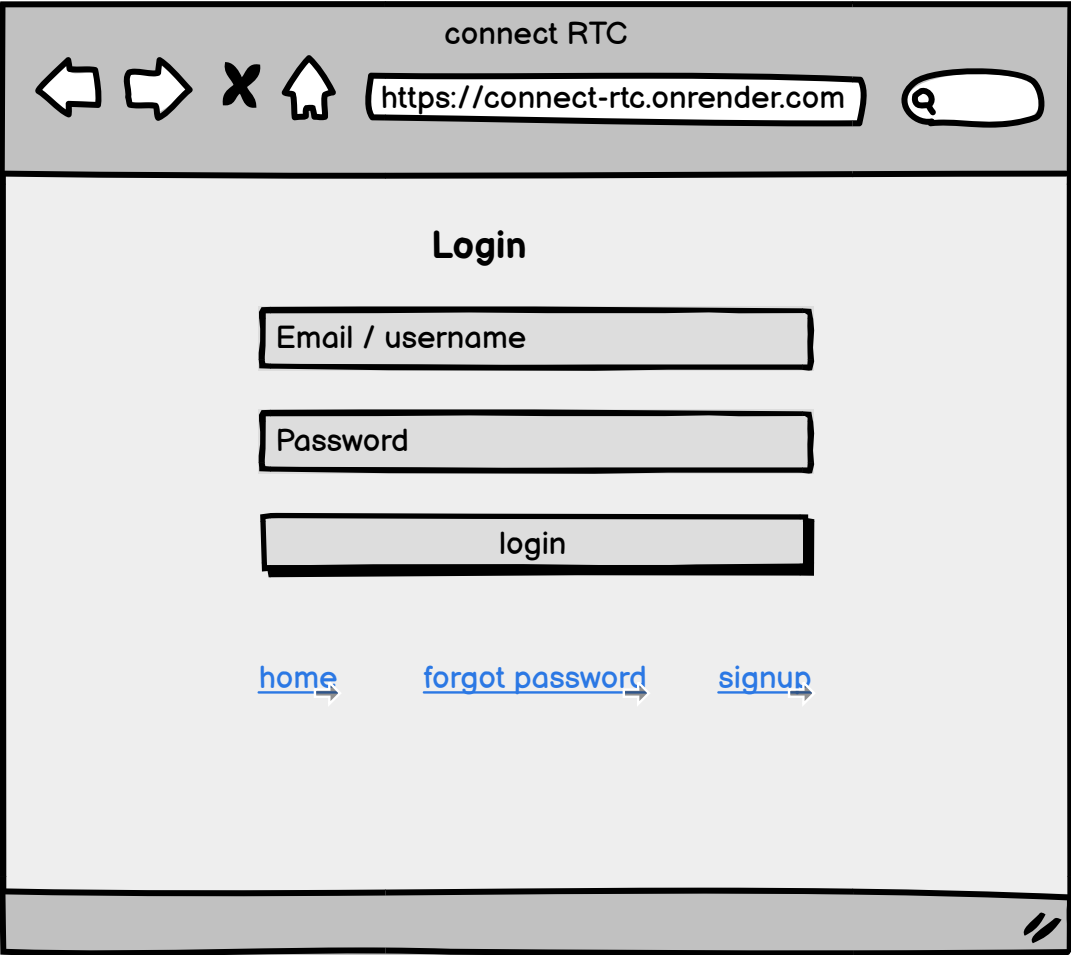 connect RTC
https://connect-rtc.onrender.com
Login
Email / username
Password
login
home forgot password signup